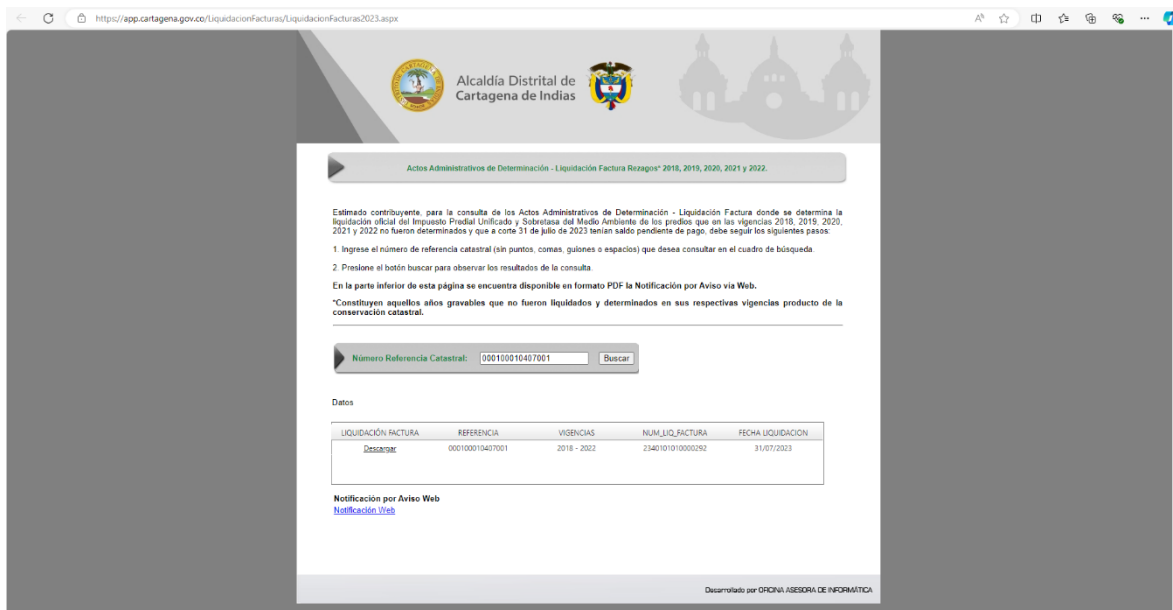 https://app.cartagena.gov.co/LiquidacionFacturas/LiquidacionFacturas2023.aspx
Alcaldía Distrital de
Cartagena de Indias
Actos Administrativos de Determinación - Liquidación Factura Rezagos* 2018, 2019, 2020, 2021 y 2022.
Estimado contribuyente, para la consulta de los Actos Administrativos de Determinación - Liquidación Factura donde se determina la
liquidación oficial del Impuesto Predial Unificado y Sobretasa del Medio Ambiente de los predios que en las vigencias 2018, 2019, 2020,
2021 y 2022 no fueron determinados y que a corte 31 de julio de 2023 tenían saldo pendiente de pago, debe seguir los siguientes pasos:
1. Ingrese el número de referencia catastral (sin puntos, comas, guiones o espacios) que desea consultar en el cuadro de búsqueda.
2. Presione el botón buscar para observar los resultados de la consulta.
En la parte inferior de esta página se encuentra disponible en formato PDF la Notificación por Aviso vía Web.
*Constituyen aquellos años gravables que no fueron liquidados y determinados en sus respectivas vigencias producto de la
conservación catastral.
Número Referencia Catastral: 000100010407001 Buscar
Datos
LIQUIDACIÓN FACTURA REFERENCIA VIGENCIAS NUM_LIQ_FACTURA FECHA LIQUIDACION
Descargar 000100010407001 2018 - 2022 2340101010000292 31/07/2023
Notificación por Aviso Web
Notificación Web
Desarrollado por OFICINA ASESORA DE INFORMÁTICA